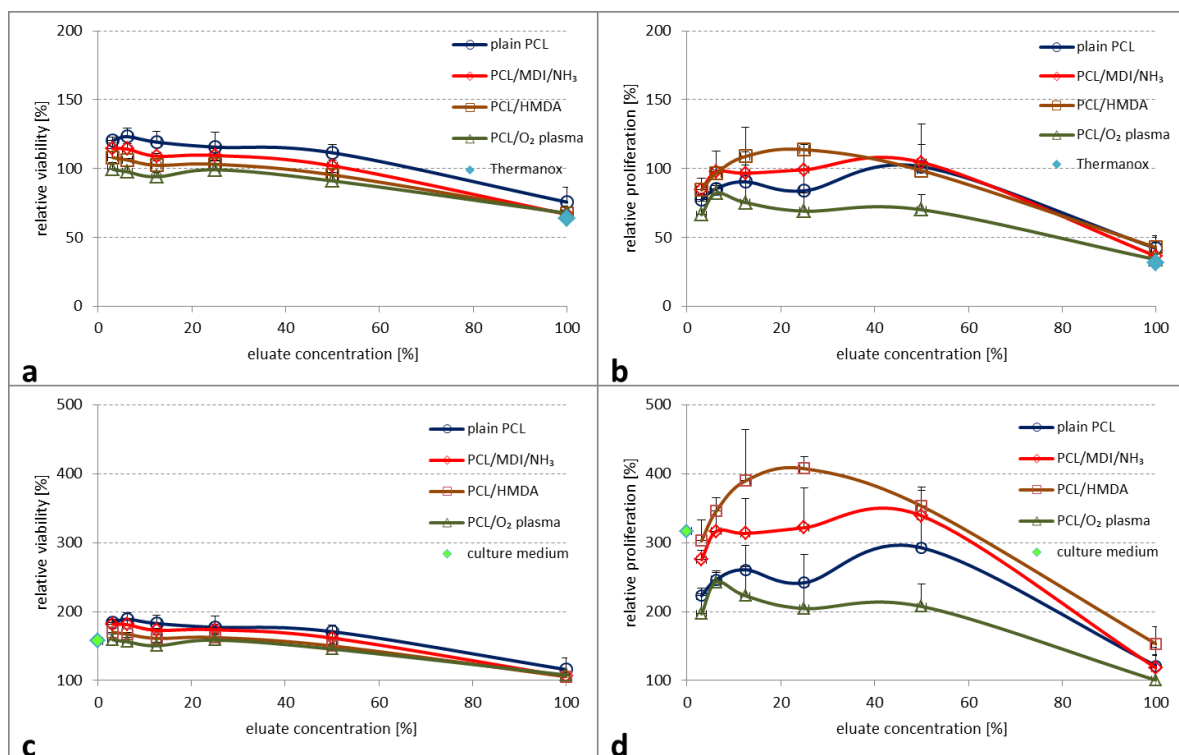 200
150
100
50
0
relative viability [%]
plain PCL
PCL/MDI/NH₃
PCL/HMDA
PCL/O₂ plasma
Thermanox
0 20 40 60 80 100
eluate concentration [%]
a
200
150
100
50
0
relative proliferation [%]
plain PCL
PCL/MDI/NH₃
PCL/HMDA
PCL/O₂ plasma
Thermanox
0 20 40 60 80 100
eluate concentration [%]
b
500
400
300
200
100
relative viability [%]
plain PCL
PCL/MDI/NH₃
PCL/HMDA
PCL/O₂ plasma
culture medium
0 20 40 60 80 100
eluate concentration [%]
c
500
400
300
200
100
relative proliferation [%]
plain PCL
PCL/MDI/NH₃
PCL/HMDA
PCL/O₂ plasma
culture medium
0 20 40 60 80 100
eluate concentration [%]
d